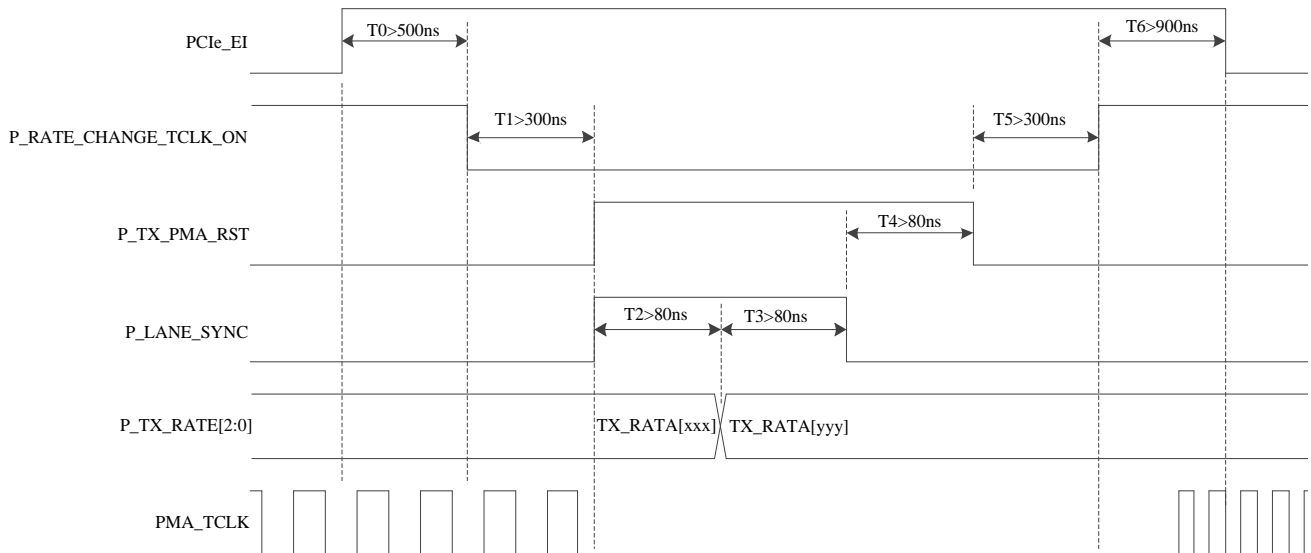 T0>500ns
T6>900ns
PCIe_EI
T1>300ns
T5>300ns
P_RATE_CHANGE_TCLK_ON
T4>80ns
P_TX_PMA_RST
T2>80ns
T3>80ns
P_LANE_SYNC
P_TX_RATE[2:0]
TX_RATA[xxx]
TX_RATA[yyy]
PMA_TCLK